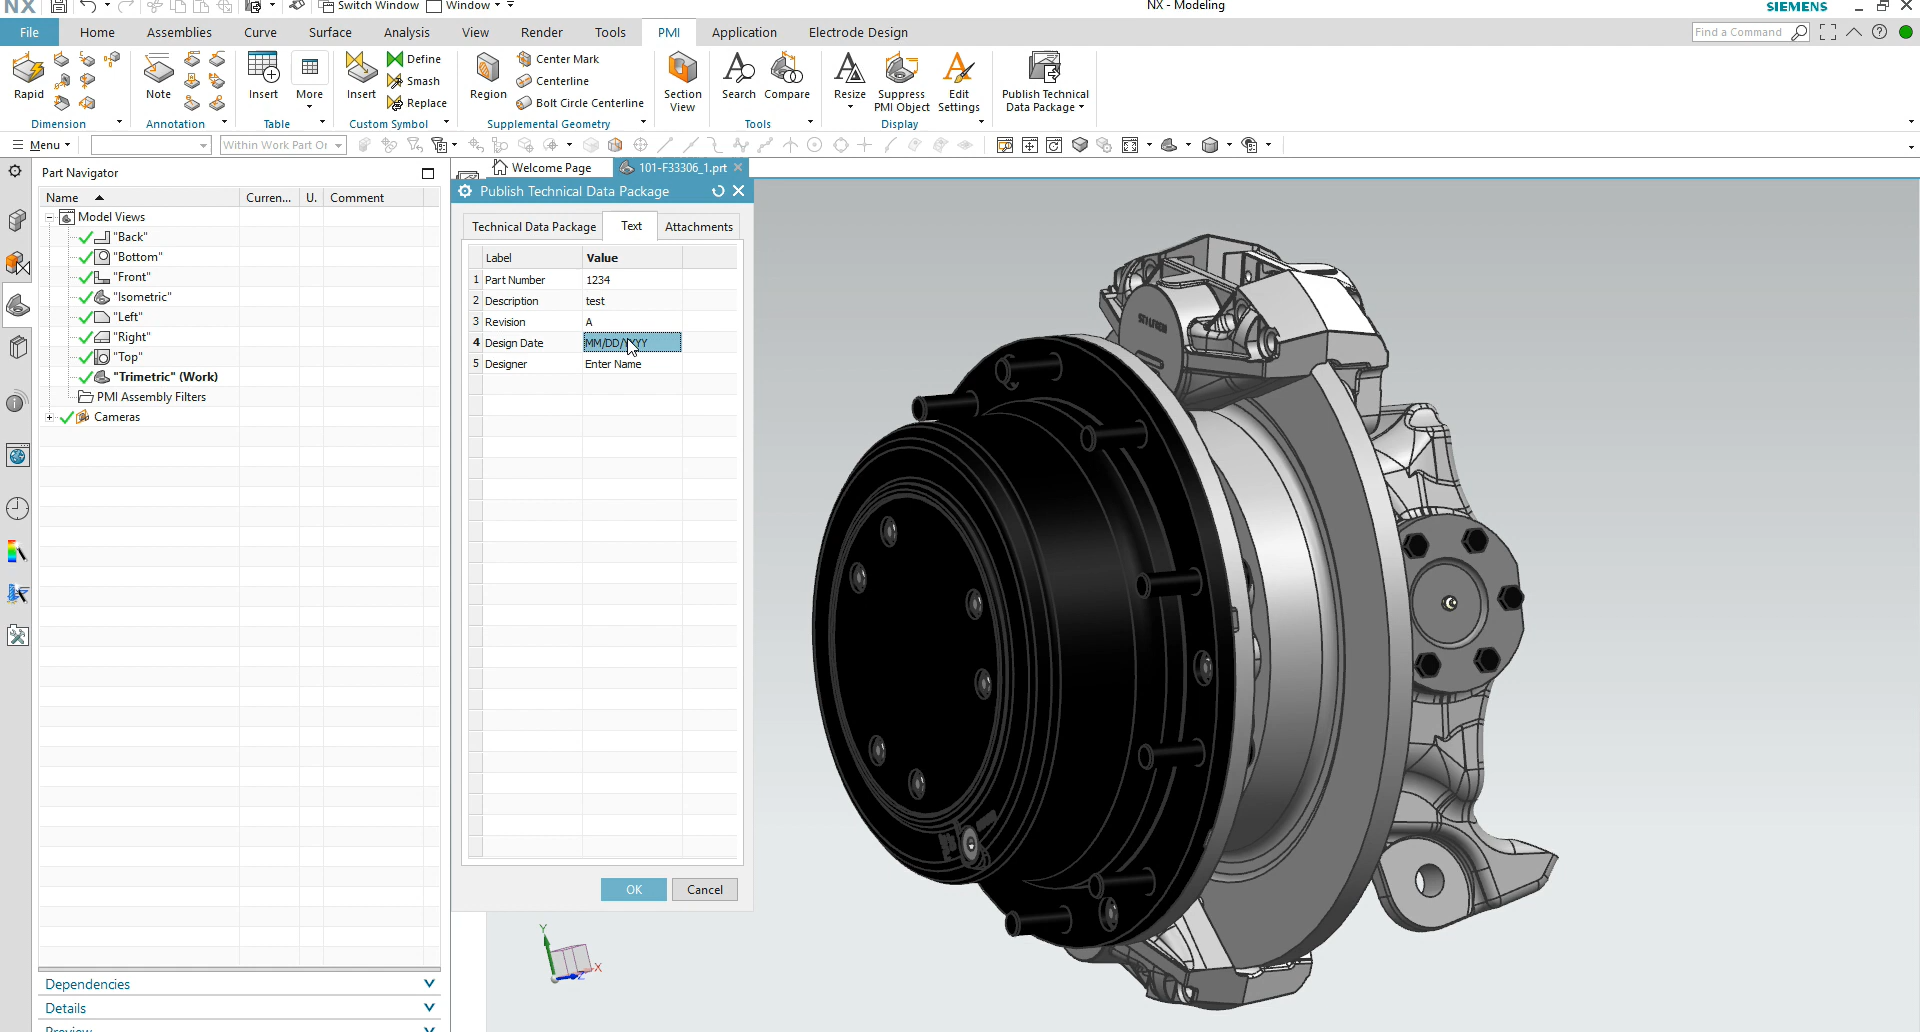 NX Switch Window Window NX - Modeling SIEMENS
File Home Assemblies Curve Surface Analysis View Render Tools PMI Application Electrode Design Find a Command
Rapid
Dimension
Note
Annotation
Insert More
Table
Insert Define
Smash
Replace
Custom Symbol
Region Center Mark
Centerline
Bolt Circle Centerline
Supplemental Geometry
Section
View
Search Compare
Tools
Resize Suppress
PMI Object
Edit
Settings
Display
Publish Technical
Data Package
Menu Within Work Part Or
Part Navigator
Name Curren... U. Comment
Model Views
"Back"
"Bottom"
"Front"
"Isometric"
"Left"
"Right"
"Top"
"Trimetric" (Work)
PMI Assembly Filters
Cameras
Dependencies
Details
Preview
Welcome Page 101-F33306_1.prt
Publish Technical Data Package
Technical Data Package Text Attachments
Label Value
1 Part Number 1234
2 Description test
3 Revision A
4 Design Date MM/DD/YYYY
5 Designer Enter Name
OK Cancel
Y
X
Z